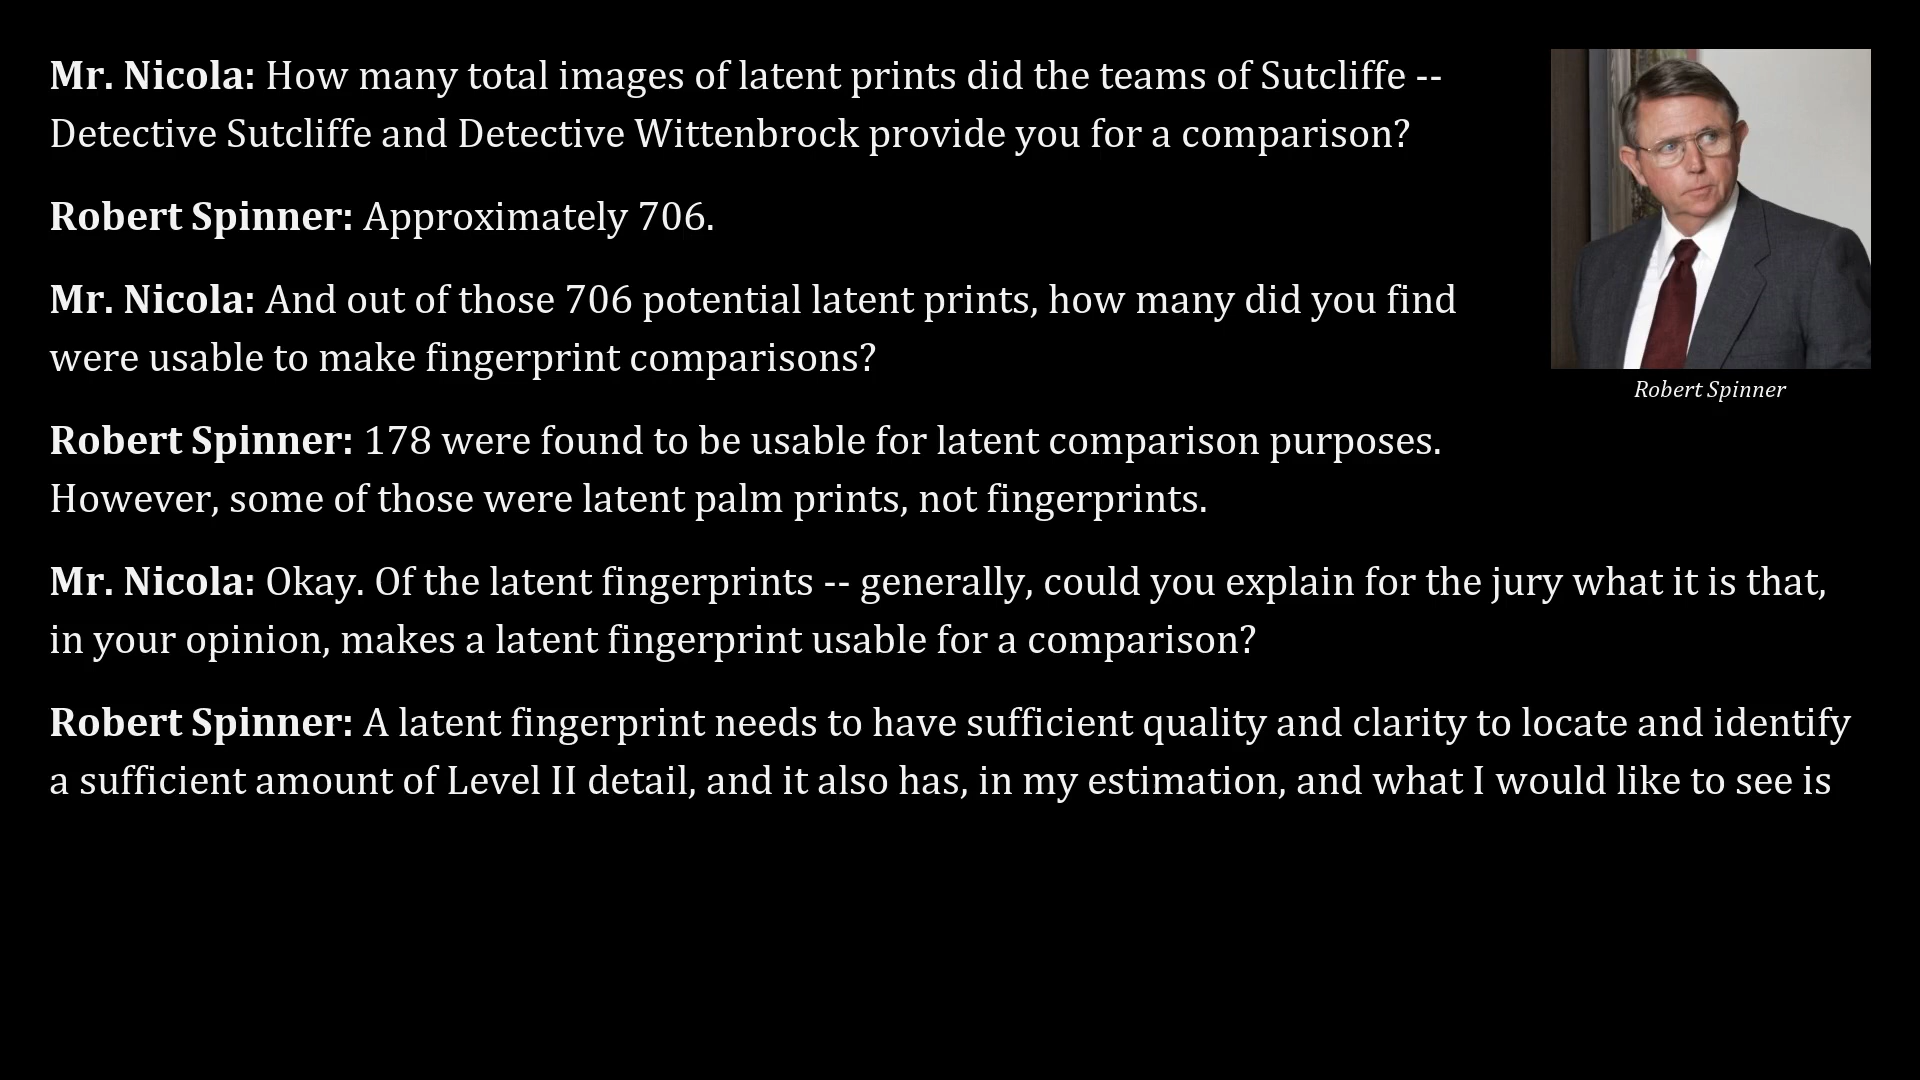 Mr. Nicola: How many total images of latent prints did the teams of Sutcliffe --
Detective Sutcliffe and Detective Wittenbrock provide you for a comparison?
Robert Spinner: Approximately 706.
Mr. Nicola: And out of those 706 potential latent prints, how many did you find
were usable to make fingerprint comparisons?
Robert Spinner
Robert Spinner: 178 were found to be usable for latent comparison purposes.
However, some of those were latent palm prints, not fingerprints.
Mr. Nicola: Okay. Of the latent fingerprints -- generally, could you explain for the jury what it is that,
in your opinion, makes a latent fingerprint usable for a comparison?
Robert Spinner: A latent fingerprint needs to have sufficient quality and clarity to locate and identify
a sufficient amount of Level II detail, and it also has, in my estimation, and what I would like to see is